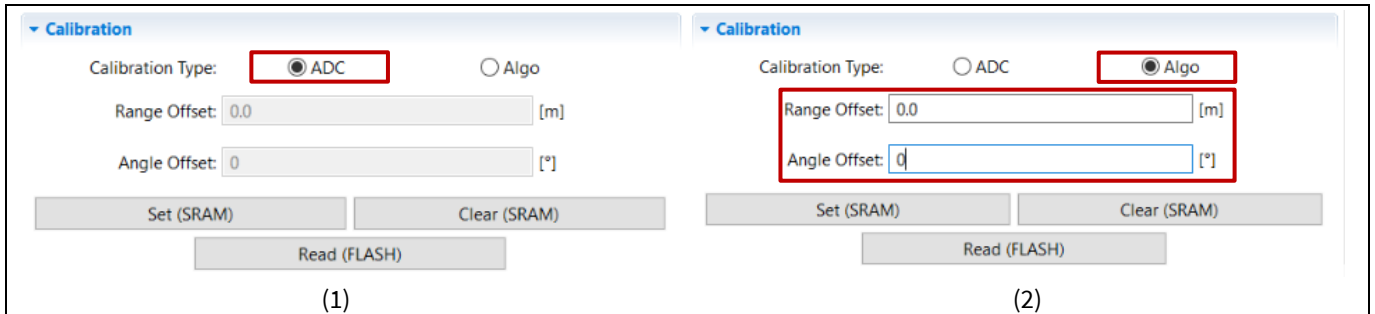 Calibration
Calibration Type: ADC Algo
Range Offset: 0.0 [m]
Angle Offset: 0 [°]
Set (SRAM) Clear (SRAM)
Read (FLASH)
(1)
Calibration
Calibration Type: ADC Algo
Range Offset: 0.0 [m]
Angle Offset: 0 [°]
Set (SRAM) Clear (SRAM)
Read (FLASH)
(2)